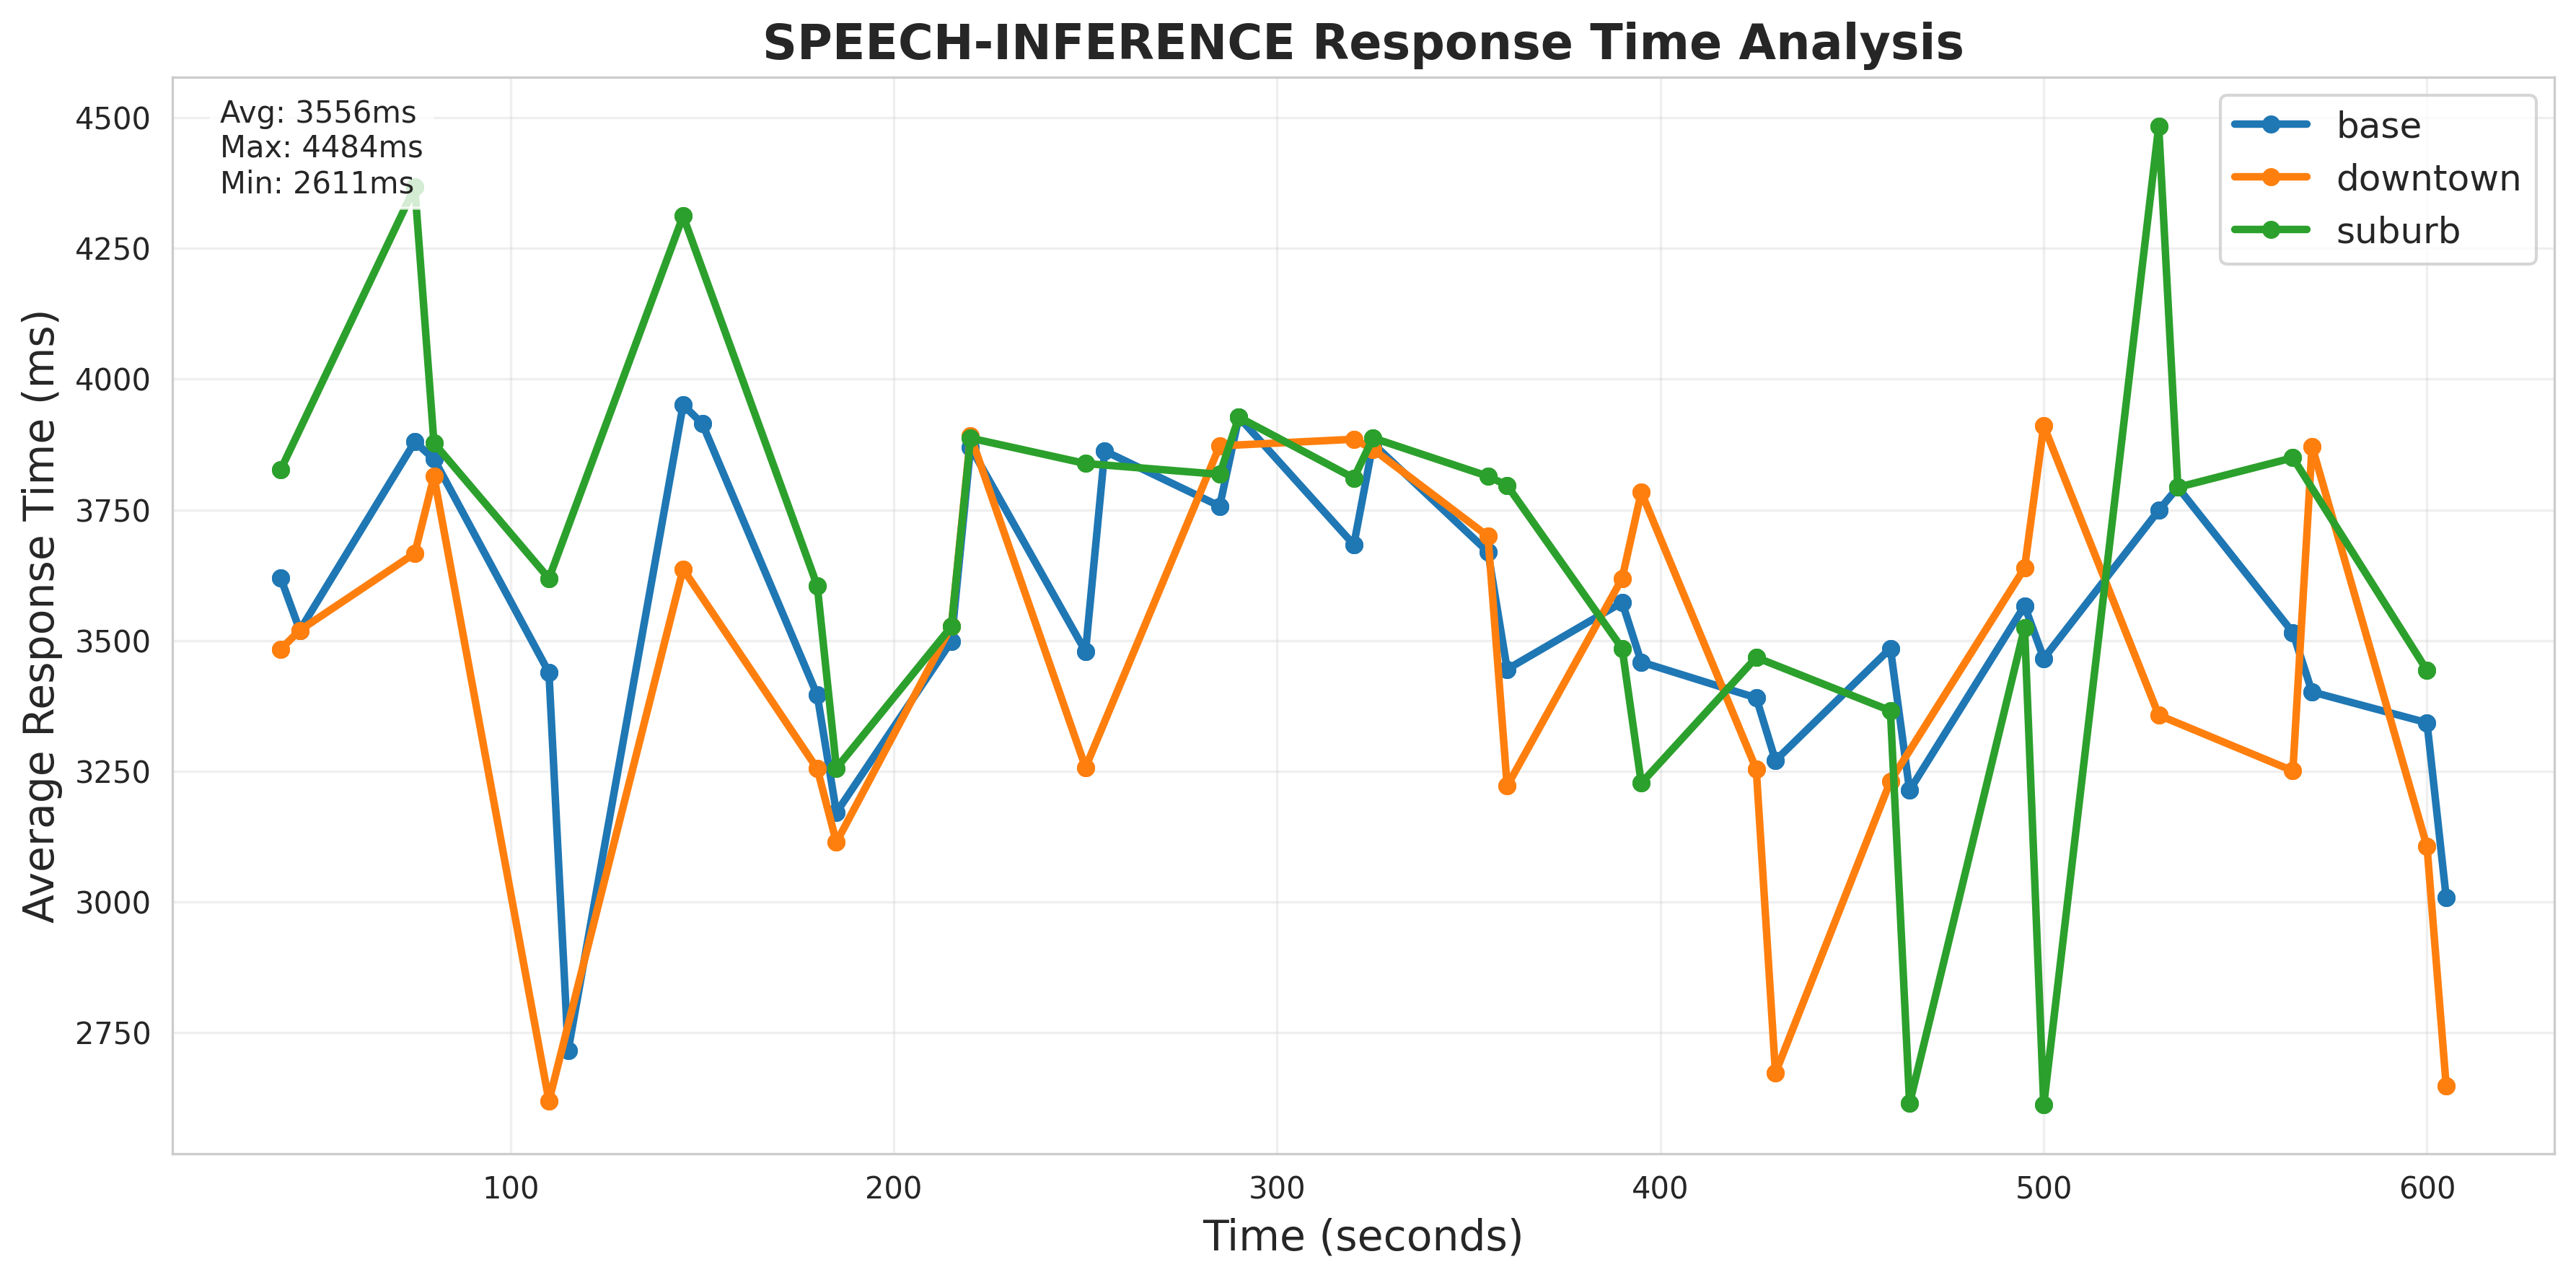 SPEECH-INFERENCE Response Time Analysis
Avg: 3556ms
Max: 4484ms
Min: 2611ms
base
downtown
suburb
Average Response Time (ms)
4500
4250
4000
3750
3500
3250
3000
2750
100 200 300 400 500 600
Time (seconds)